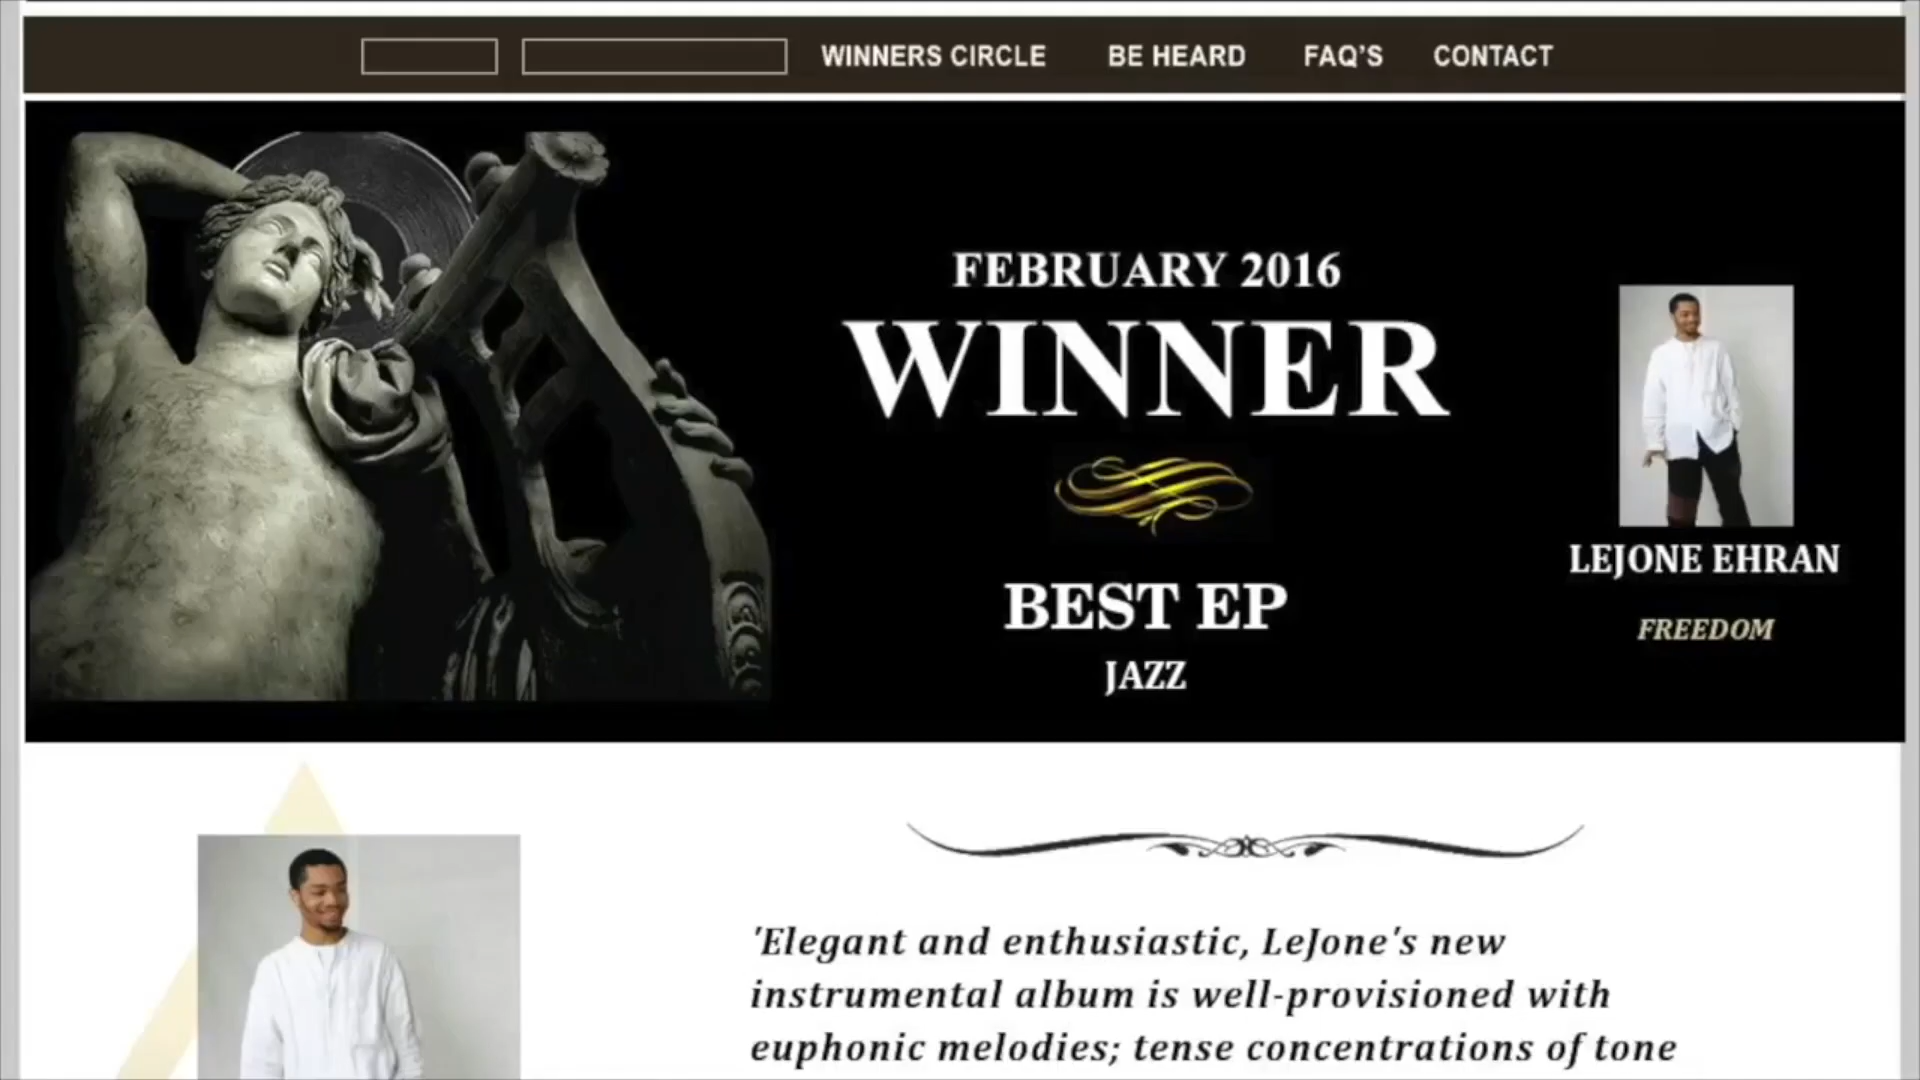 WINNERS CIRCLE BE HEARD FAQ'S CONTACT
FEBRUARY 2016
WINNER
BEST EP
JAZZ
LEJONE EHRAN
FREEDOM
'Elegant and enthusiastic, LeJone's new
instrumental album is well-provisioned with
euphonic melodies; tense concentrations of tone